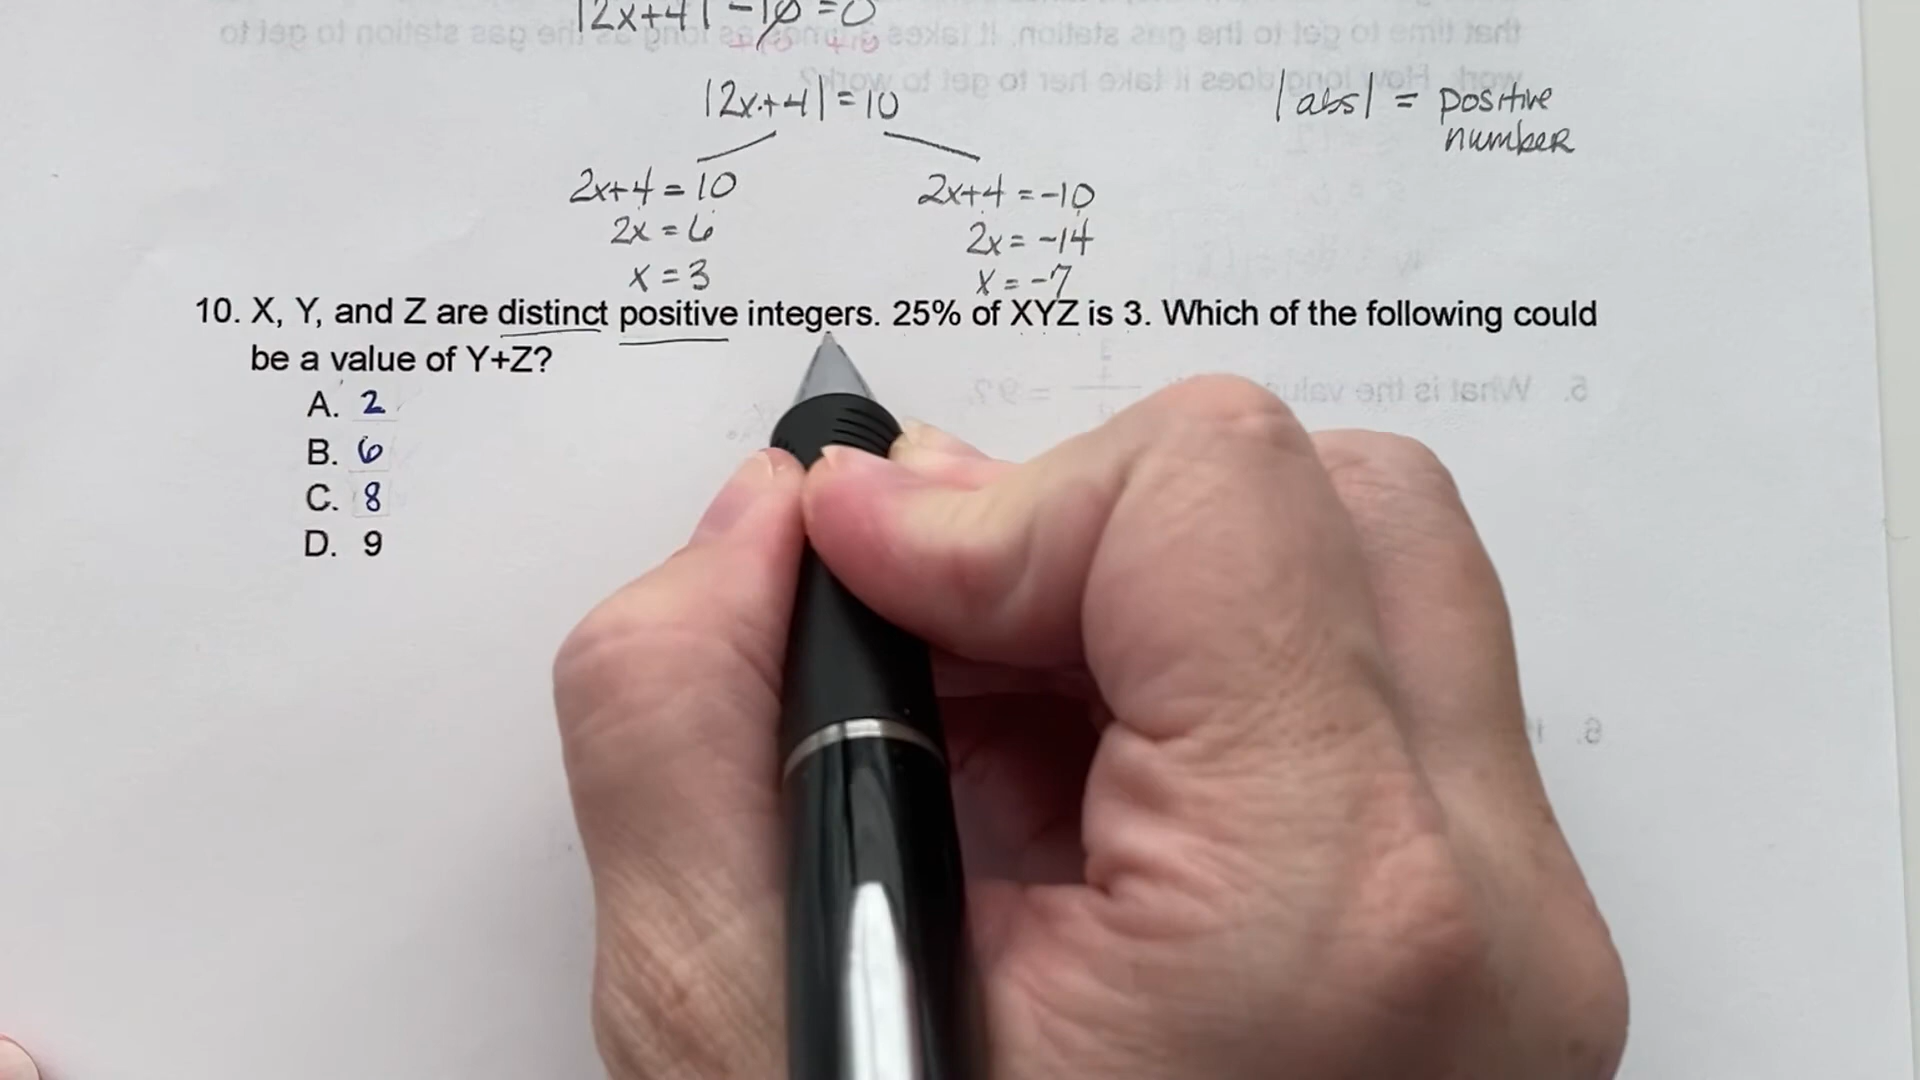 |2x+4| -10 =0
|2x+4| = 10
|abs| = positive
number
2x+4 = 10
2x+4 = -10
2x = 6
2x = -14
x = 3
x = -7
10. X, Y, and Z are distinct positive integers. 25% of XYZ is 3. Which of the following could
be a value of Y+Z?
A. 2
B. 6
C. 8
D. 9